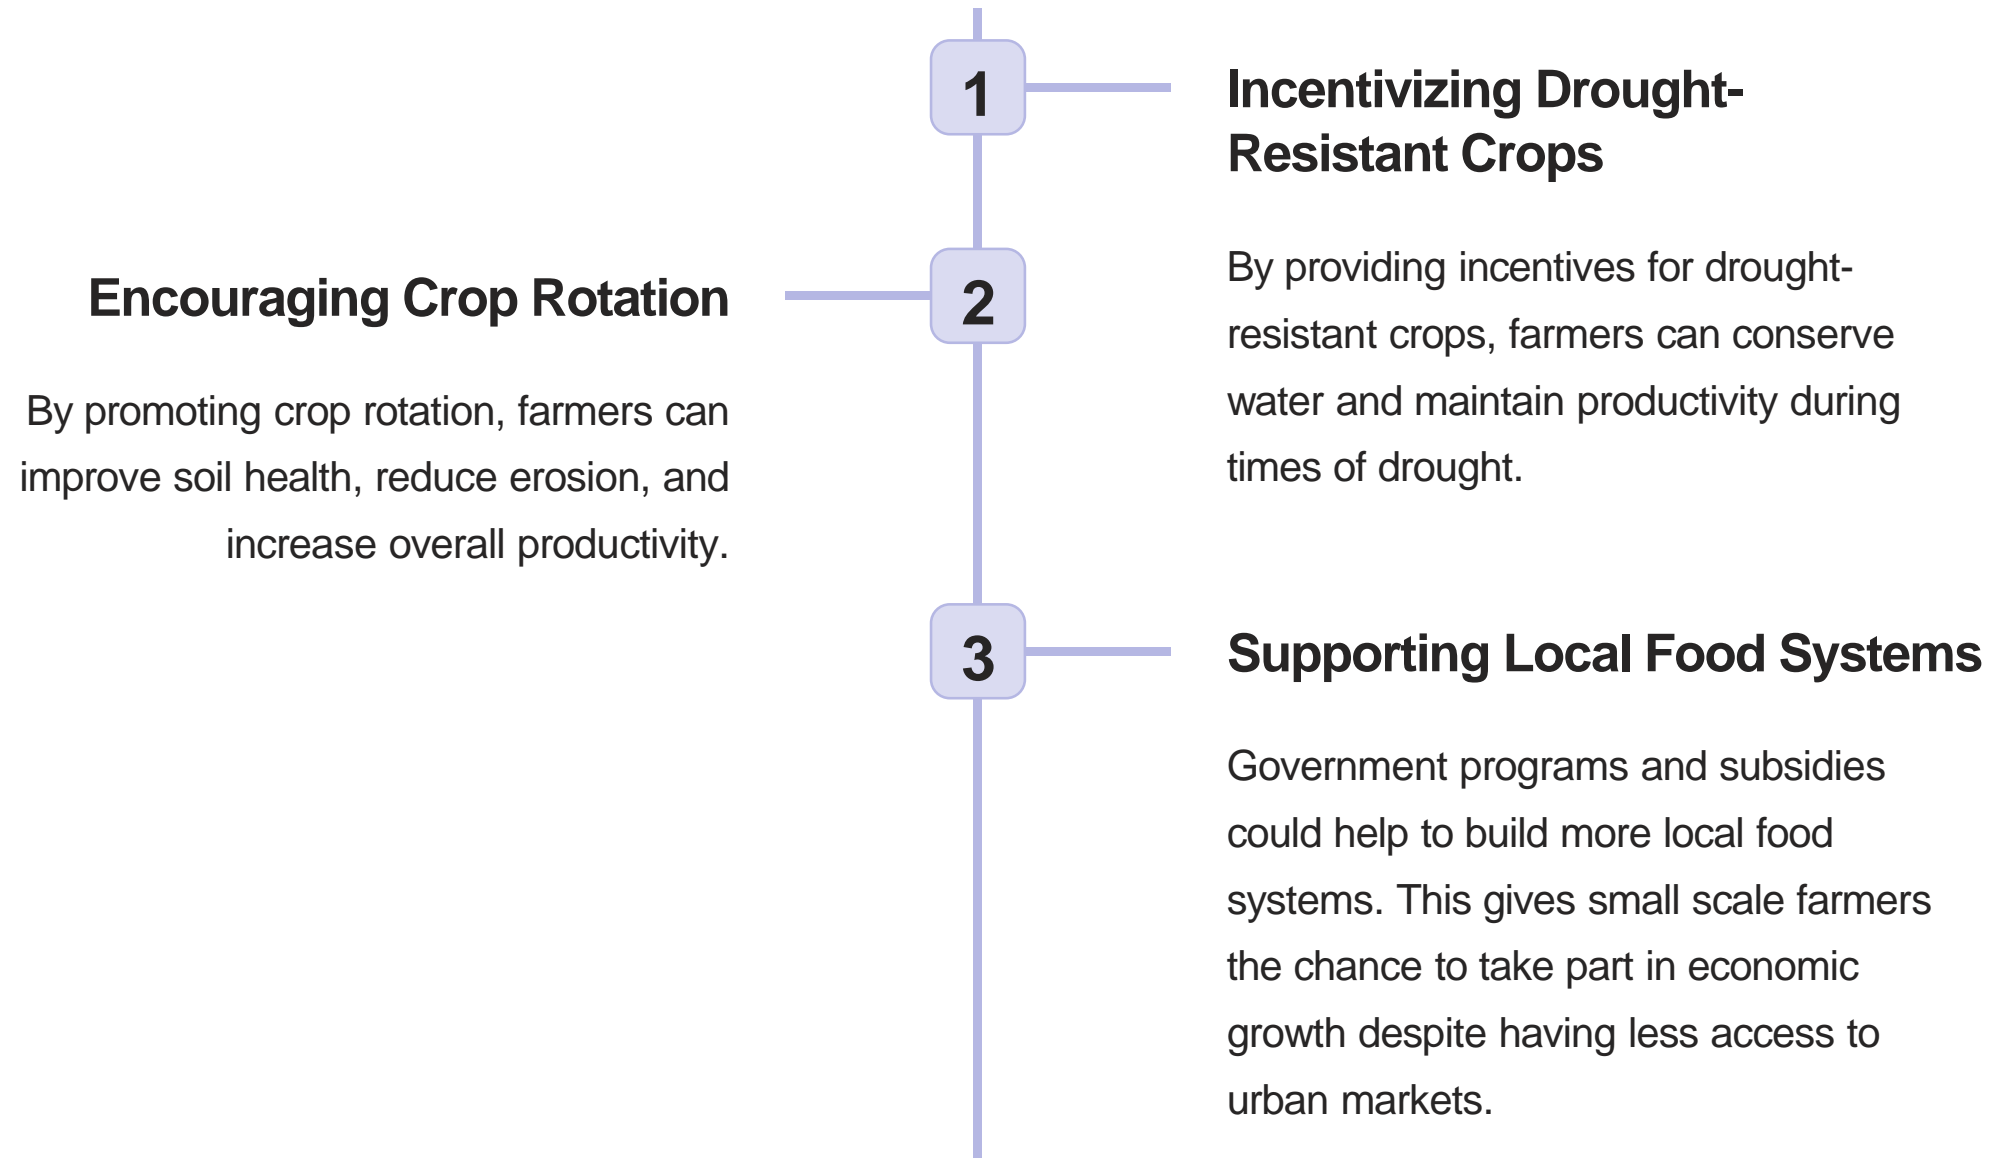 1
Incentivizing Drought-
Resistant Crops
By providing incentives for drought-
resistant crops, farmers can conserve
water and maintain productivity during
times of drought.
2
Encouraging Crop Rotation
By promoting crop rotation, farmers can
improve soil health, reduce erosion, and
increase overall productivity.
3
Supporting Local Food Systems
Government programs and subsidies
could help to build more local food
systems. This gives small scale farmers
the chance to take part in economic
growth despite having less access to
urban markets.